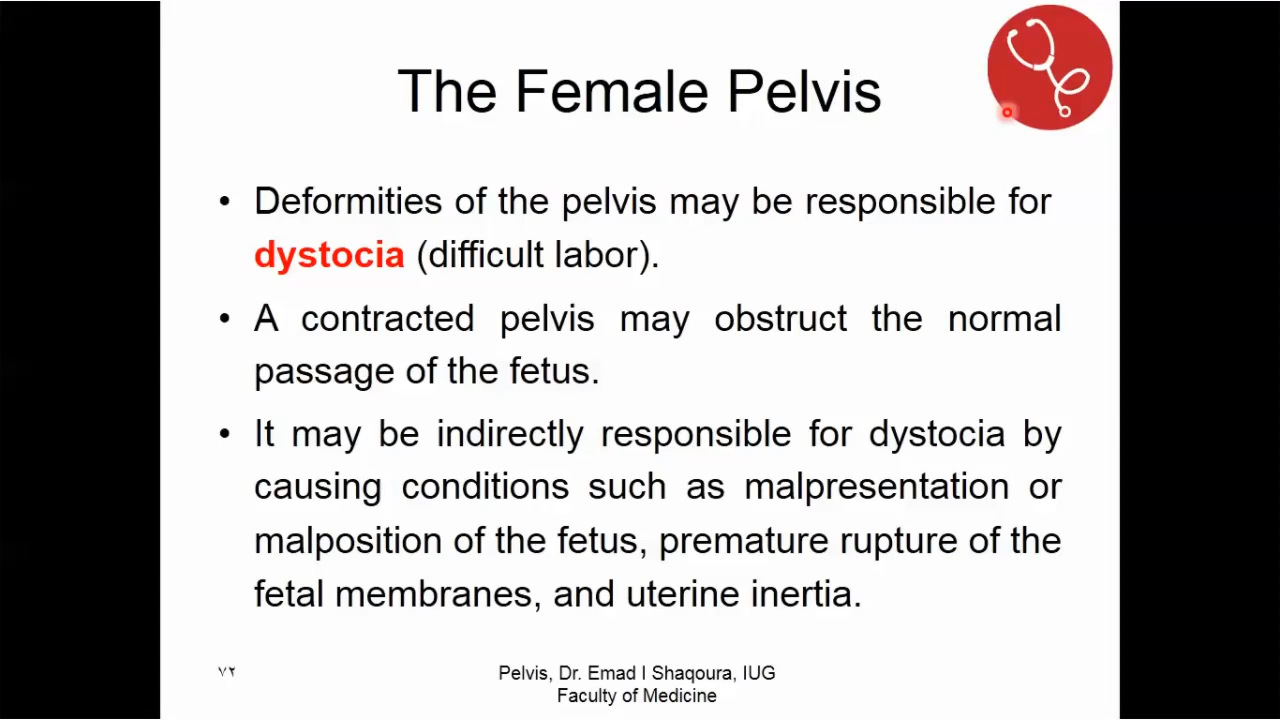 The Female Pelvis
• Deformities of the pelvis may be responsible for
dystocia (difficult labor).
• A contracted pelvis may obstruct the normal
passage of the fetus.
• It may be indirectly responsible for dystocia by
causing conditions such as malpresentation or
malposition of the fetus, premature rupture of the
fetal membranes, and uterine inertia.
٧٢
Pelvis, Dr. Emad I Shaqoura, IUG
Faculty of Medicine